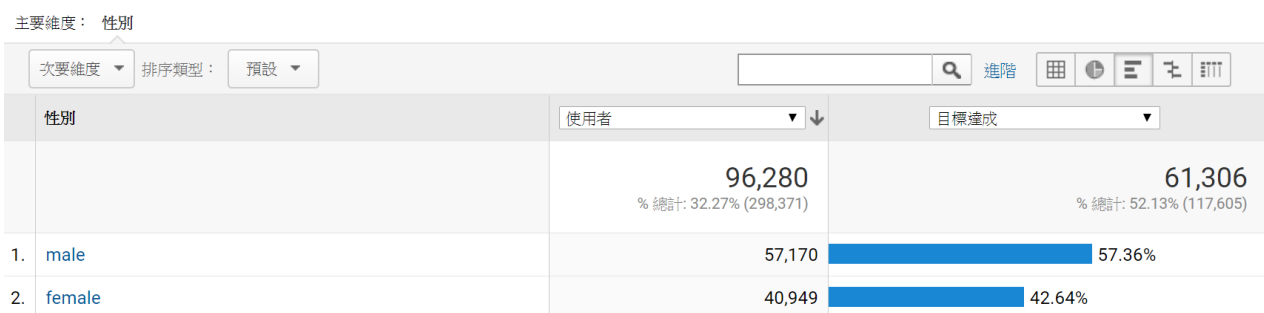 主要維度： 性別
次要維度 排序類型： 預設 進階
性別 使用者 目標達成
96,280 61,306
% 總計: 32.27% (298,371) % 總計: 52.13% (117,605)
1. male 57,170 57.36%
2. female 40,949 42.64%